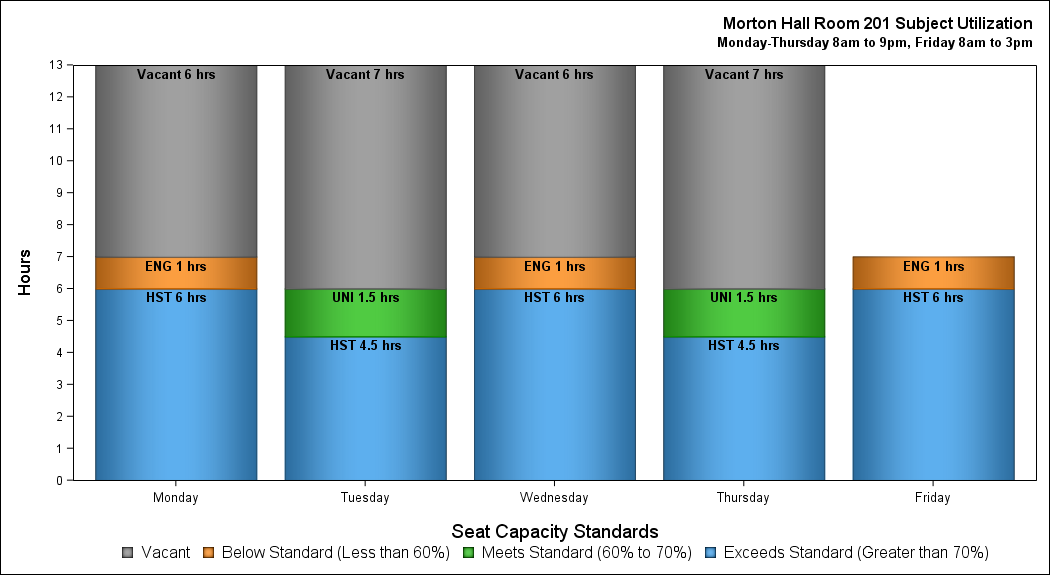 Morton Hall Room 201 Subject Utilization
Monday-Thursday 8am to 9pm, Friday 8am to 3pm
Hours
13
12
11
10
9
8
7
6
5
4
3
2
1
0
Vacant 6 hrs
ENG 1 hrs
HST 6 hrs
Vacant 7 hrs
UNI 1.5 hrs
HST 4.5 hrs
Vacant 6 hrs
ENG 1 hrs
HST 6 hrs
Vacant 7 hrs
UNI 1.5 hrs
HST 4.5 hrs
ENG 1 hrs
HST 6 hrs
Monday Tuesday Wednesday Thursday Friday
Seat Capacity Standards
Vacant Below Standard (Less than 60%) Meets Standard (60% to 70%) Exceeds Standard (Greater than 70%)